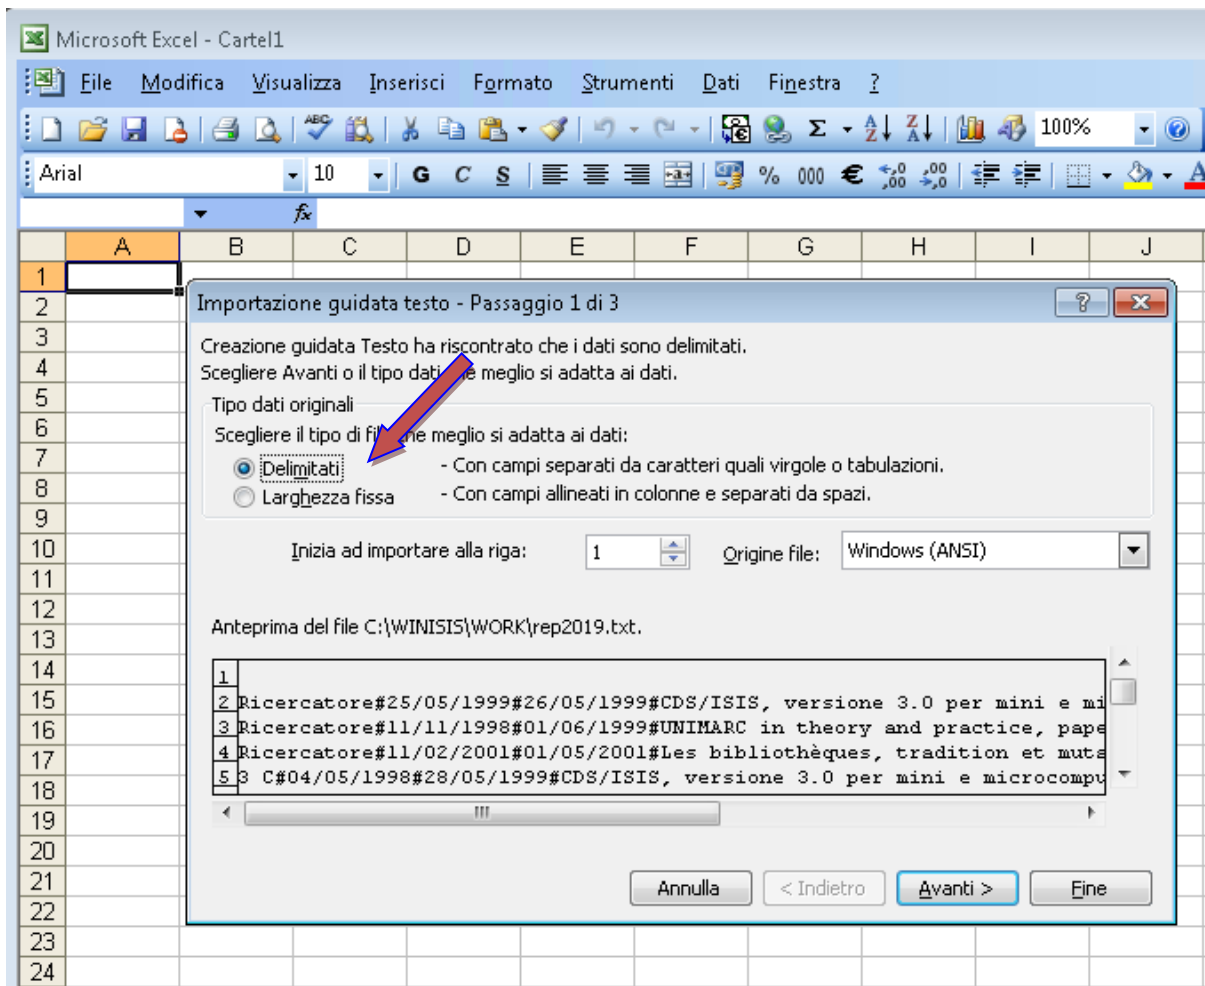 Microsoft Excel - Cartel1
File Modifica Visualizza Inserisci Formato Strumenti Dati Finestra ?
ABC Σ A Z Z A 100% ?
Arial 10 G C S a % 000 € ,0 ,00 ,00 ,0 A
fx
A B C D E F G H I J
1
2
3
4
5
6
7
8
9
10
11
12
13
14
15
16
17
18
19
20
21
22
23
24
Importazione guidata testo - Passaggio 1 di 3
Creazione guidata Testo ha riscontrato che i dati sono delimitati.
Scegliere Avanti o il tipo dati che meglio si adatta ai dati.
Tipo dati originali
Scegliere il tipo di file che meglio si adatta ai dati:
Delimitati - Con campi separati da caratteri quali virgole o tabulazioni.
Larghezza fissa - Con campi allineati in colonne e separati da spazi.
Inizia ad importare alla riga: 1 Origine file: Windows (ANSI)
Anteprima del file C:\WINISIS\WORK\rep2019.txt.
1
2 Ricercatore#25/05/1999#26/05/1999#CDS/ISIS, versione 3.0 per mini e mi
3 Ricercatore#11/11/1998#01/06/1999#UNIMARC in theory and practice, pape
4 Ricercatore#11/02/2001#01/05/2001#Les bibliothèques, tradition et muta
5 3 C#04/05/1998#28/05/1999#CDS/ISIS, versione 3.0 per mini e microcompu
Annulla < Indietro Avanti > Fine